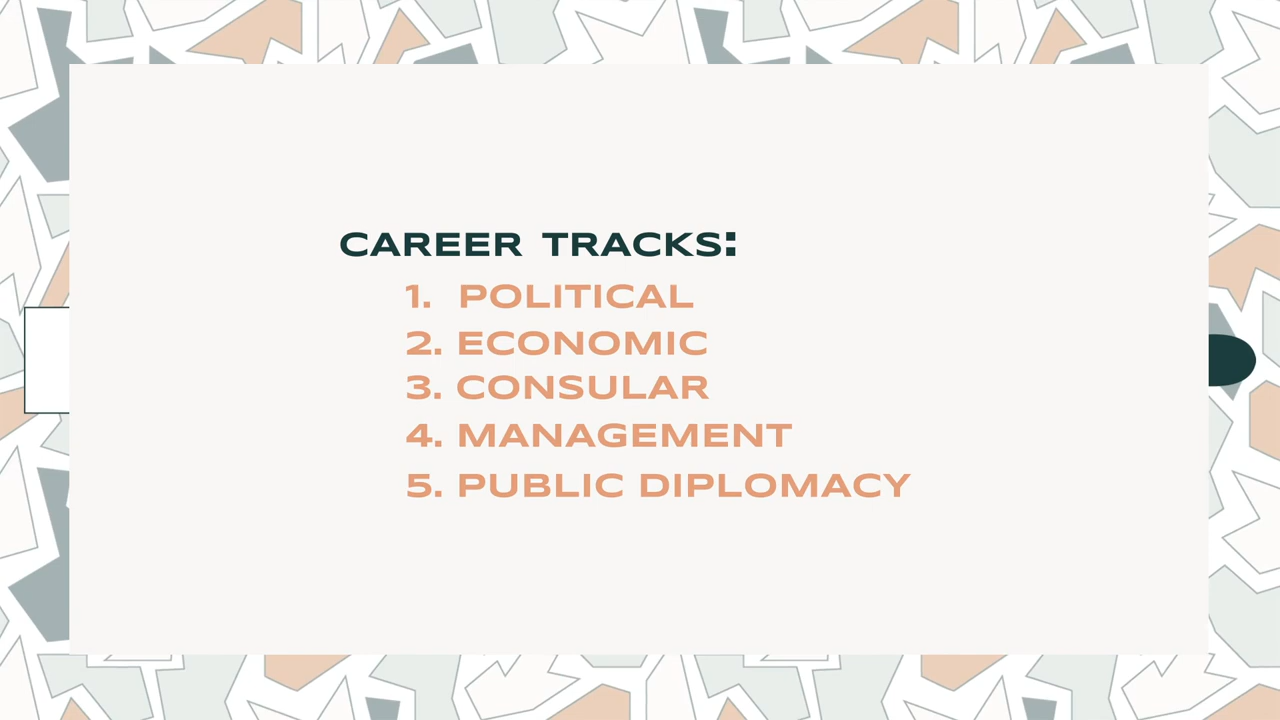 CAREER TRACKS:
1. POLITICAL
2. ECONOMIC
3. CONSULAR
4. MANAGEMENT
5. PUBLIC DIPLOMACY